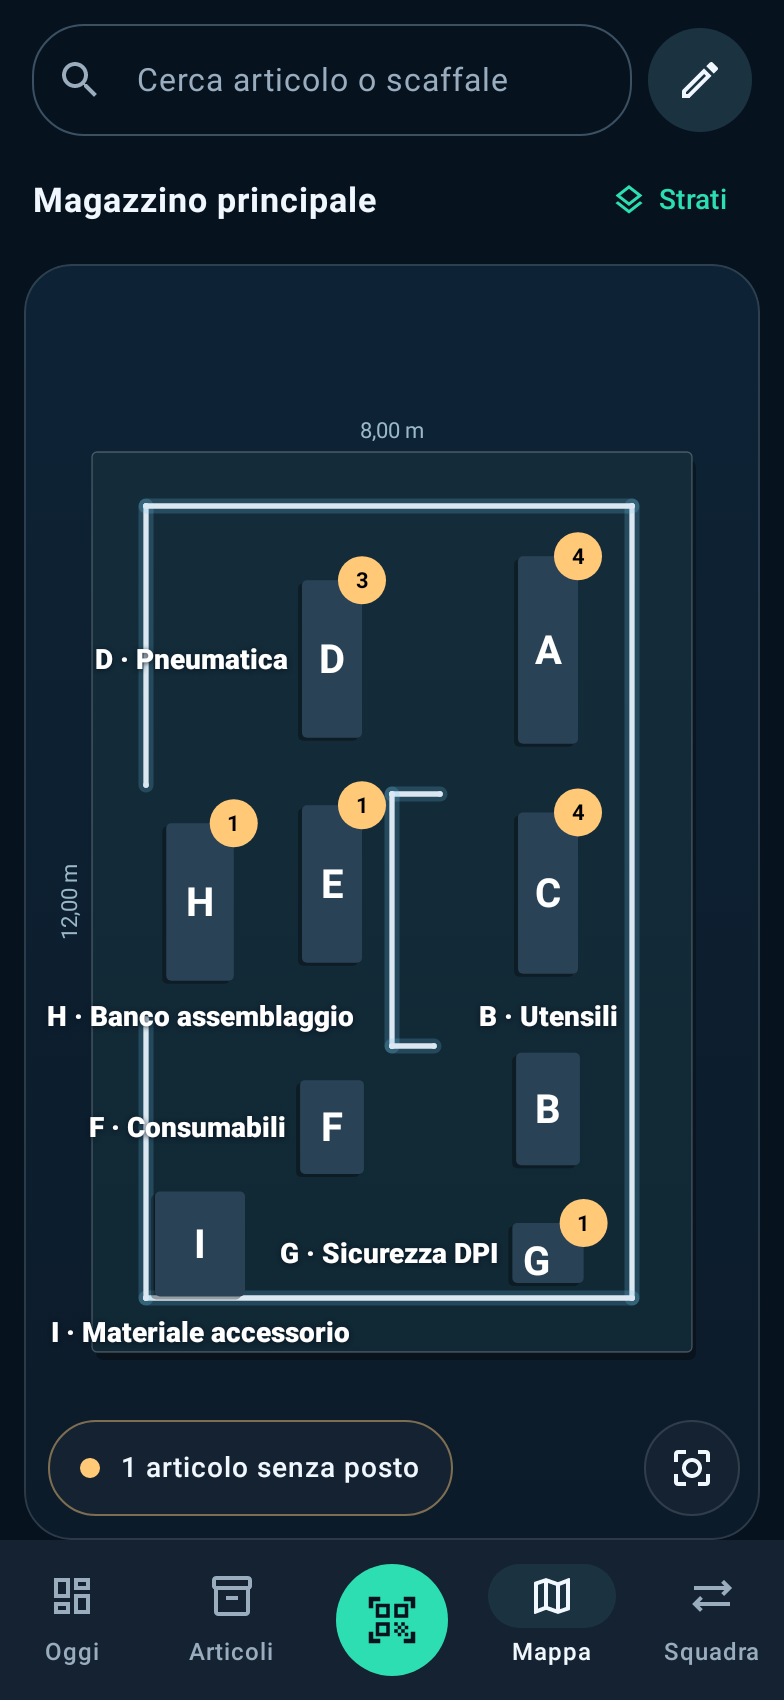 Cerca articolo o scaffale
Magazzino principale
Strati
8,00 m
4
3
A
D · Pneumatica
D
1
4
1
E
C
H
12,00 m
H · Banco assemblaggio
B · Utensili
B
F · Consumabili
F
1
I
G · Sicurezza DPI
G
I · Materiale accessorio
1 articolo senza posto
Oggi
Articoli
Mappa
Squadra